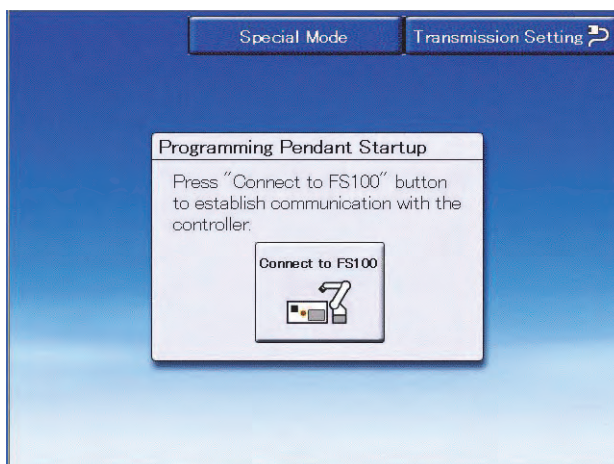 Special Mode
Transmission Setting
Programming Pendant Startup
Press "Connect to FS100" button
to establish communication with the
controller.
Connect to FS100